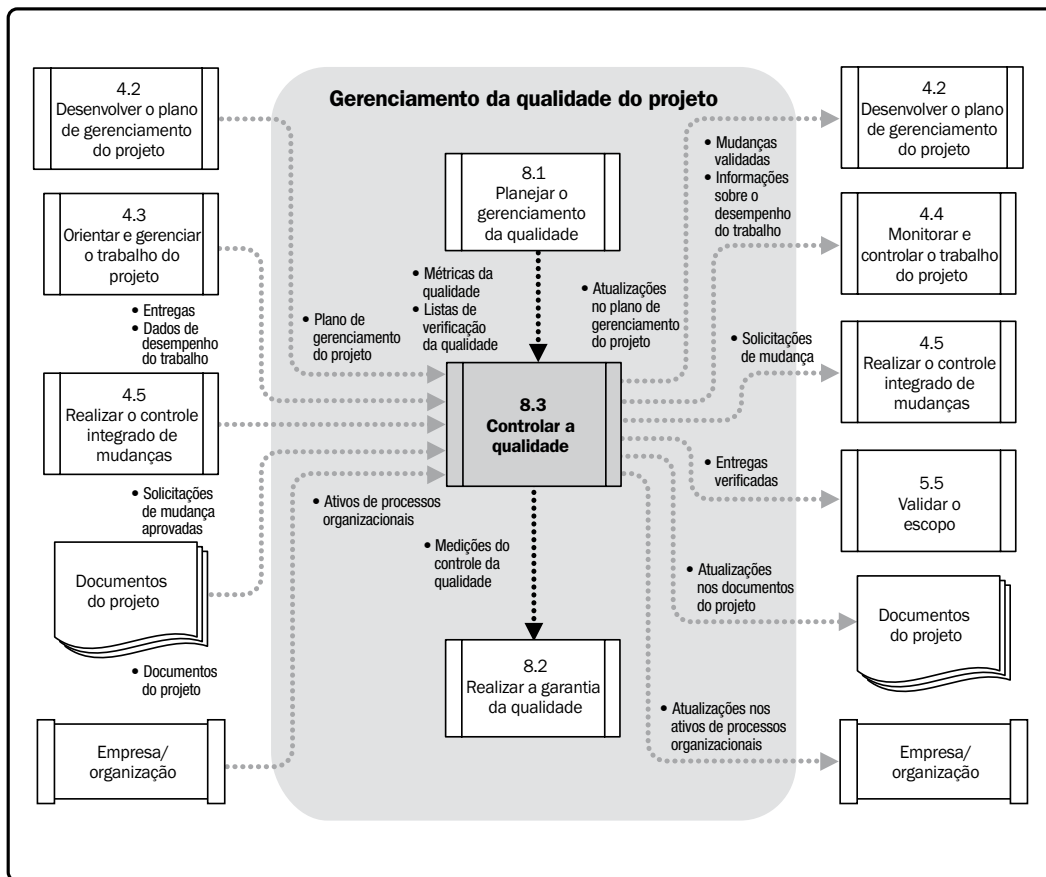 Gerenciamento da qualidade do projeto
4.2
Desenvolver o plano
de gerenciamento
do projeto
4.3
Orientar e gerenciar
o trabalho do
projeto
• Entregas
• Dados de
desempenho
do trabalho
4.5
Realizar o controle
integrado de
mudanças
• Solicitações
de mudança
aprovadas
Documentos
do projeto
• Documentos
do projeto
Empresa/
organização
• Plano de
gerenciamento
do projeto
• Ativos de processos
organizacionais
8.1
Planejar o
gerenciamento
da qualidade
• Métricas da
qualidade
• Listas de
verificação
da qualidade
8.3
Controlar a
qualidade
• Medições do
controle da
qualidade
8.2
Realizar a garantia
da qualidade
• Mudanças
validadas
• Informações
sobre o
desempenho
do trabalho
• Atualizações
no plano de
gerenciamento
do projeto
• Solicitações
de mudança
• Entregas
verificadas
• Atualizações
nos documentos
do projeto
• Atualizações nos
ativos de processos
organizacionais
4.2
Desenvolver o plano
de gerenciamento
do projeto
4.4
Monitorar e
controlar o trabalho
do projeto
4.5
Realizar o controle
integrado de
mudanças
5.5
Validar o
escopo
Documentos
do projeto
Empresa/
organização